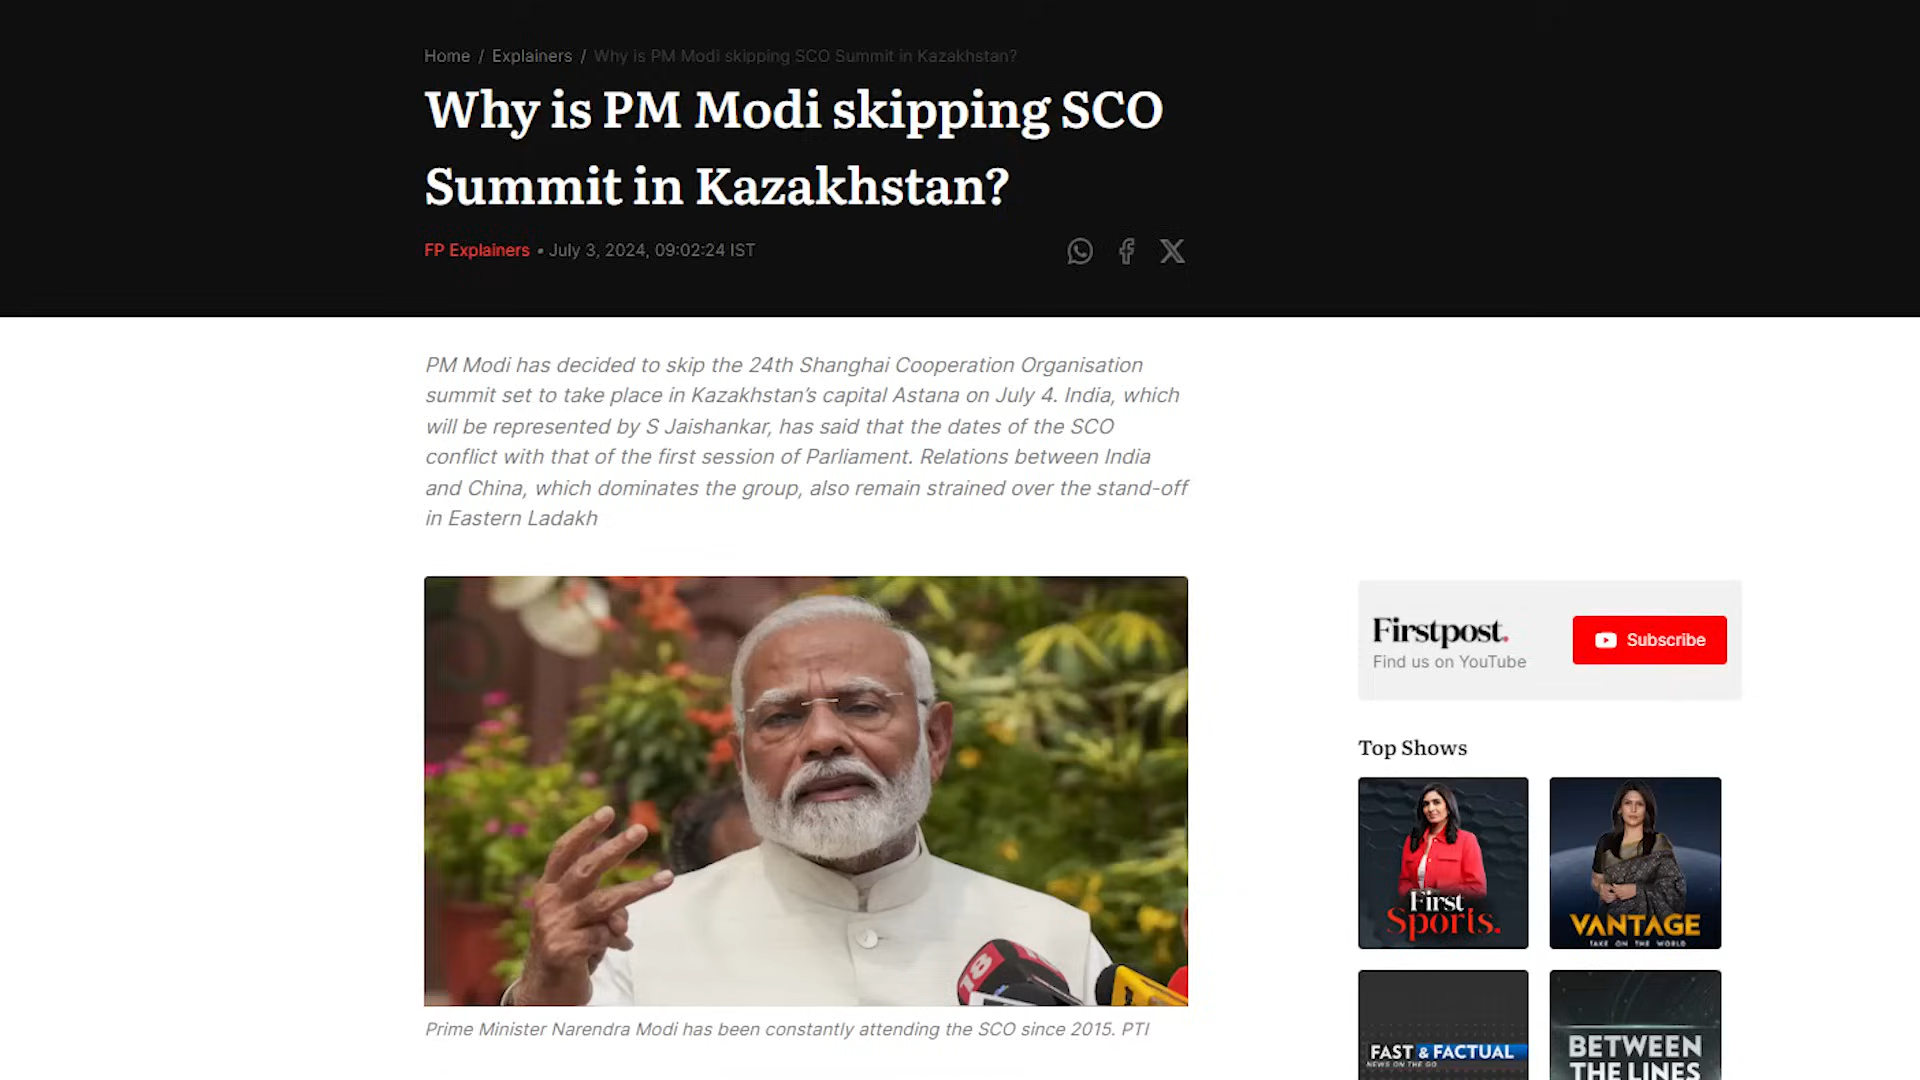 Home / Explainers / Why is PM Modi skipping SCO Summit in Kazakhstan?
Why is PM Modi skipping SCO
Summit in Kazakhstan?
FP Explainers • July 3, 2024, 09:02:24 IST
PM Modi has decided to skip the 24th Shanghai Cooperation Organisation
summit set to take place in Kazakhstan’s capital Astana on July 4. India, which
will be represented by S Jaishankar, has said that the dates of the SCO
conflict with that of the first session of Parliament. Relations between India
and China, which dominates the group, also remain strained over the stand-off
in Eastern Ladakh
18
Prime Minister Narendra Modi has been constantly attending the SCO since 2015. PTI
Firstpost.
Find us on YouTube
Subscribe
Top Shows
First
Sports.
VANTAGE
TAKE ON THE WORLD
FAST & FACTUAL
NEWS ON THE GO
BETWEEN
THE LINES